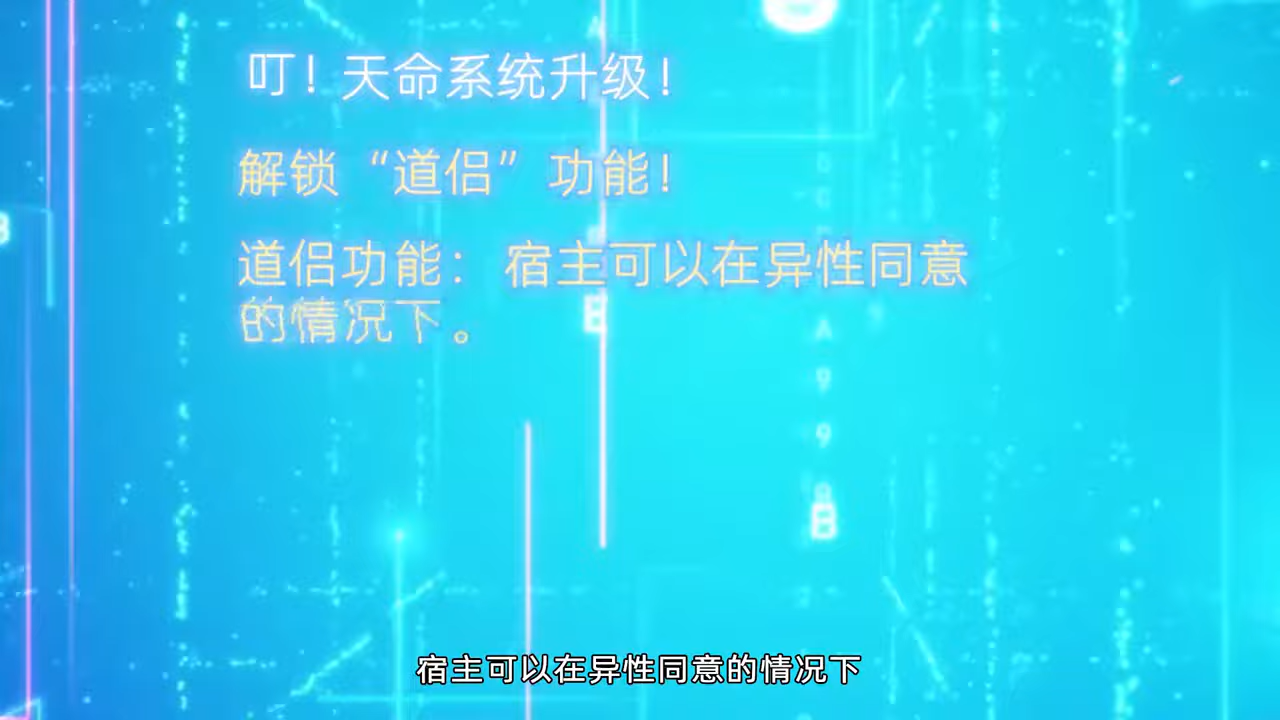 叮！天命系统升级！
解锁“道侣”功能！
道侣功能：宿主可以在异性同意
的情况下。
宿主可以在异性同意的情况下